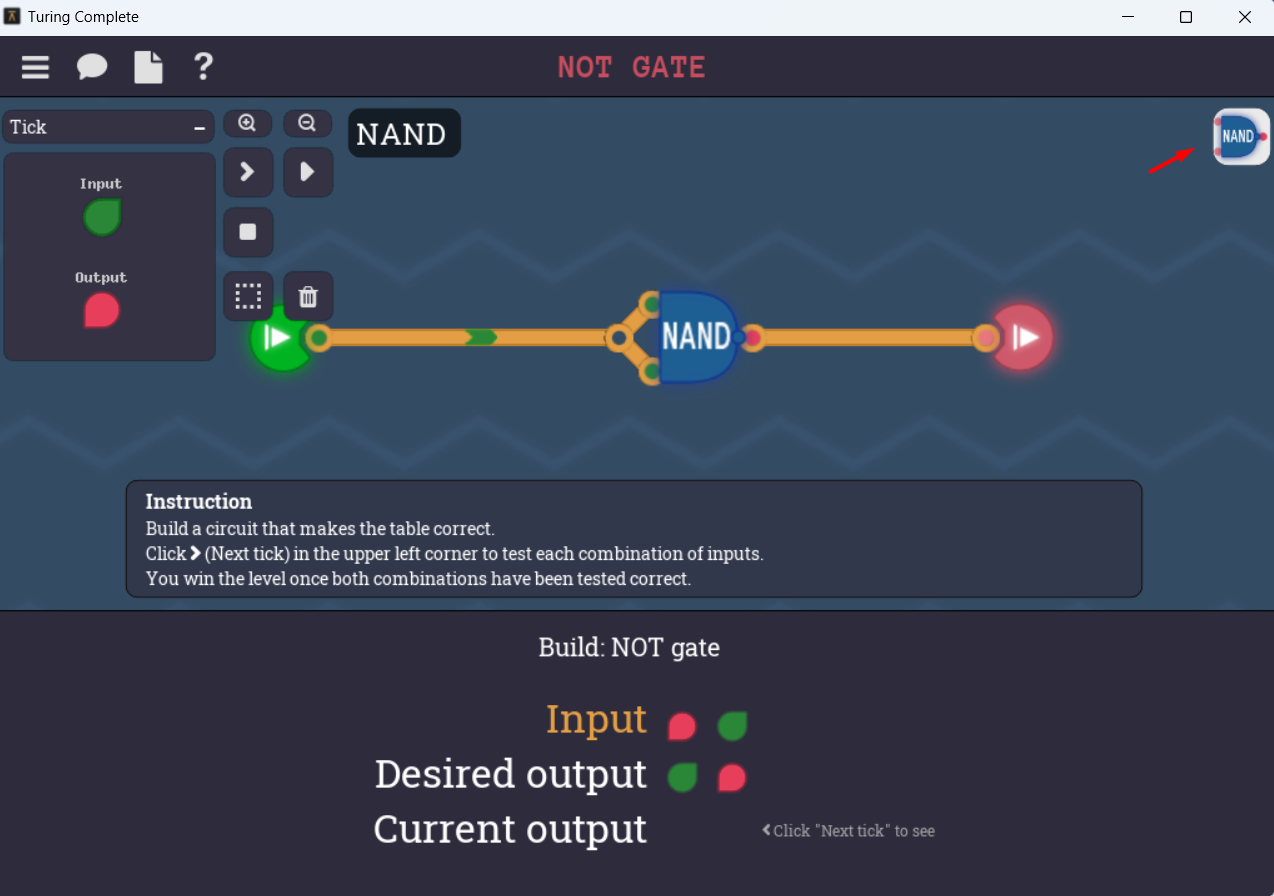 Turing Complete
?
NOT GATE
Tick
NAND
NAND
Input
Output
NAND
Instruction
Build a circuit that makes the table correct.
Click (Next tick) in the upper left corner to test each combination of inputs.
You win the level once both combinations have been tested correct.
Build: NOT gate
Input
Desired output
Current output
Click "Next tick" to see